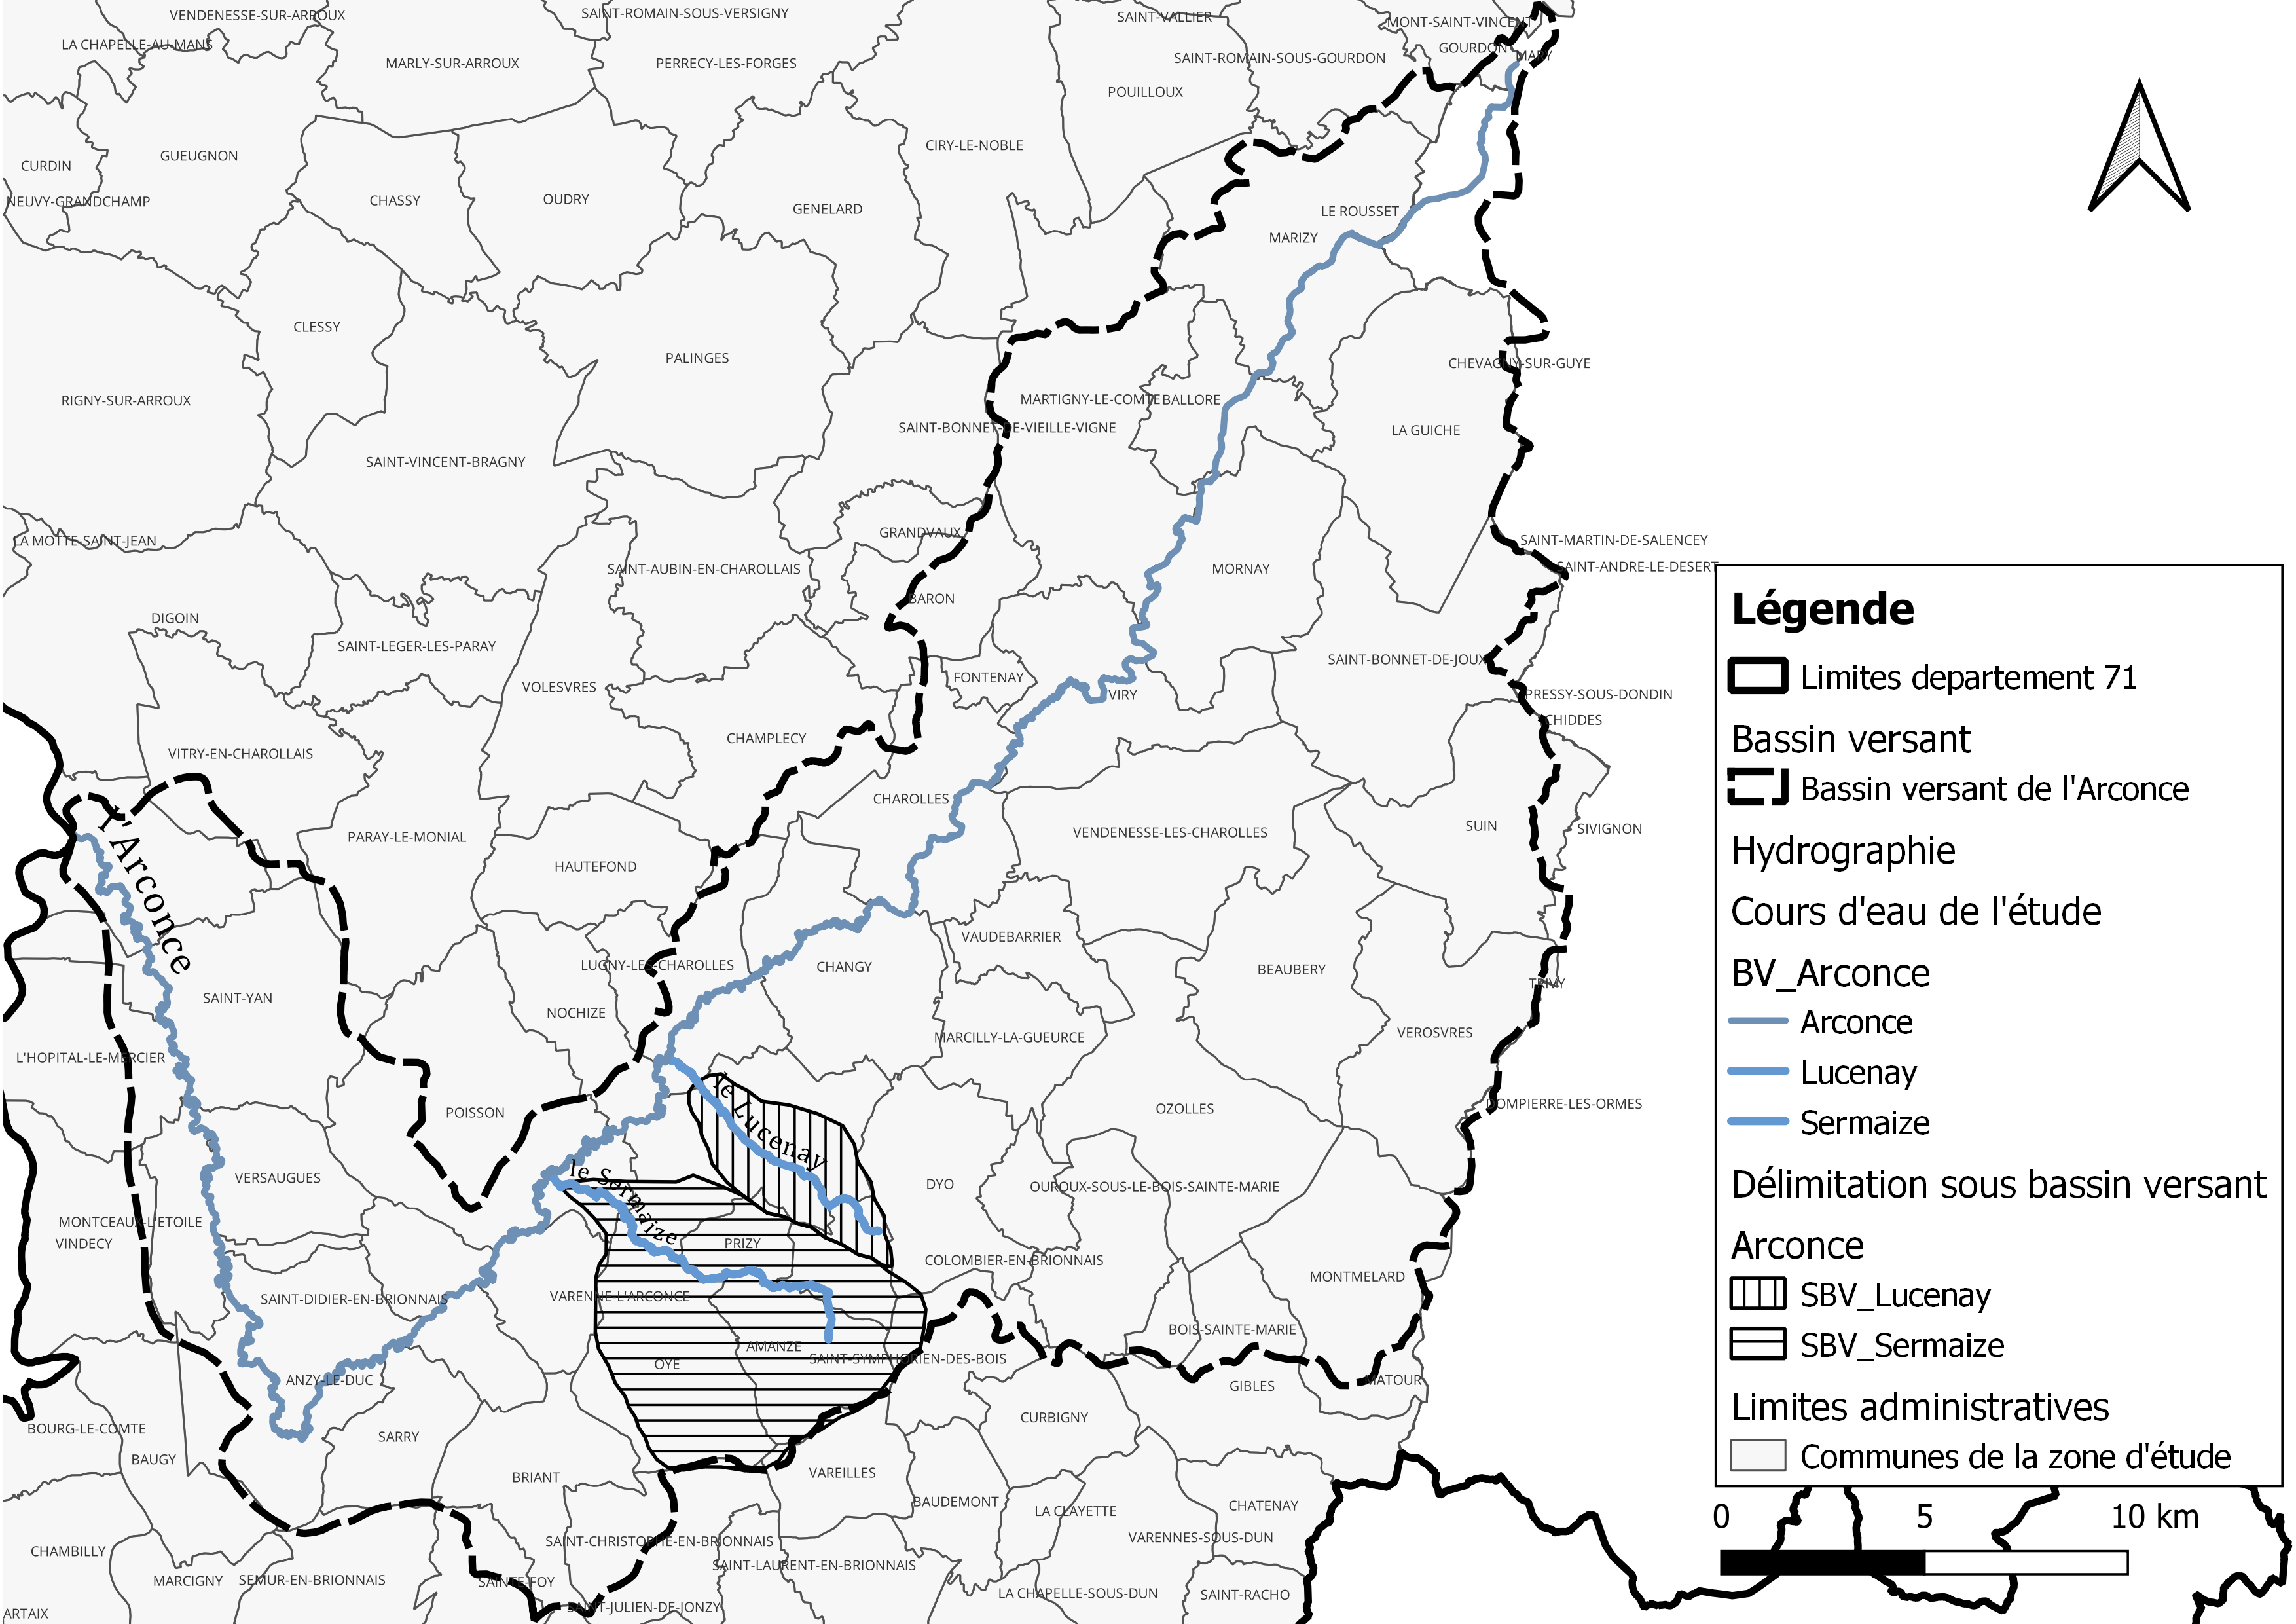 VENDENESSE-SUR-ARROUX
SAINT-ROMAIN-SOUS-VERSIGNY
SAINT-VALLIER
MONT-SAINT-VINCENT
LA CHAPELLE-AU-MANS
GOURDON
MARY
MARLY-SUR-ARROUX
PERRECY-LES-FORGES
SAINT-ROMAIN-SOUS-GOURDON
POUILLOUX
CIRY-LE-NOBLE
GUEUGNON
CURDIN
NEUVY-GRANDCHAMP
CHASSY
OUDRY
GENELARD
LE ROUSSET
MARIZY
CLESSY
PALINGES
CHEVAGNY-SUR-GUYE
RIGNY-SUR-ARROUX
MARTIGNY-LE-COMTE
BALLORE
SAINT-BONNET-DE-VIEILLE-VIGNE
LA GUICHE
SAINT-VINCENT-BRAGNY
GRANDVAUX
LA MOTTE-SAINT-JEAN
SAINT-MARTIN-DE-SALENCEY
SAINT-AUBIN-EN-CHAROLLAIS
MORNAY
SAINT-ANDRE-LE-DESERT
BARON
DIGOIN
SAINT-LEGER-LES-PARAY
SAINT-BONNET-DE-JOUX
FONTENAY
VOLESVRES
VIRY
PRESSY-SOUS-DONDIN
CHIDDES
CHAMPLECY
VITRY-EN-CHAROLLAIS
CHAROLLES
PARAY-LE-MONIAL
VENDENESSE-LES-CHAROLLES
SUIN
SIVIGNON
l'Arconce
HAUTEFOND
VAUDEBARRIER
LUGNY-LES-CHAROLLES
CHANGY
BEAUBERY
TRIVY
SAINT-YAN
NOCHIZE
MARCILLY-LA-GUEURCE
VEROSVRES
L'HOPITAL-LE-MERCIER
POISSON
OZOLLES
DOMPIERRE-LES-ORMES
le Lucenay
VERSAUGUES
le Sermaize
DYO
OUROUX-SOUS-LE-BOIS-SAINTE-MARIE
MONTCEAUX-L'ETOILE
VINDECY
PRIZY
COLOMBIER-EN-BRIONNAIS
MONTMELARD
SAINT-DIDIER-EN-BRIONNAIS
VARENNE-L'ARCONCE
BOIS-SAINTE-MARIE
AMANZE
OYE
SAINT-SYMPHORIEN-DES-BOIS
ANZY-LE-DUC
GIBLES
MATOUR
BOURG-LE-COMTE
SARRY
CURBIGNY
BAUGY
BRIANT
VAREILLES
BAUDEMONT
LA CLAYETTE
CHATENAY
VARENNES-SOUS-DUN
CHAMBILLY
SAINT-CHRISTOPHE-EN-BRIONNAIS
SAINT-LAURENT-EN-BRIONNAIS
MARCIGNY
SEMUR-EN-BRIONNAIS
SAINTE-FOY
LA CHAPELLE-SOUS-DUN
SAINT-RACHO
SAINT-JULIEN-DE-JONZY
ARTAIX
Légende
Limites departement 71
Bassin versant
Bassin versant de l'Arconce
Hydrographie
Cours d'eau de l'étude
BV_Arconce
Arconce
Lucenay
Sermaize
Délimitation sous bassin versant
Arconce
SBV_Lucenay
SBV_Sermaize
Limites administratives
Communes de la zone d'étude
0 5 10 km